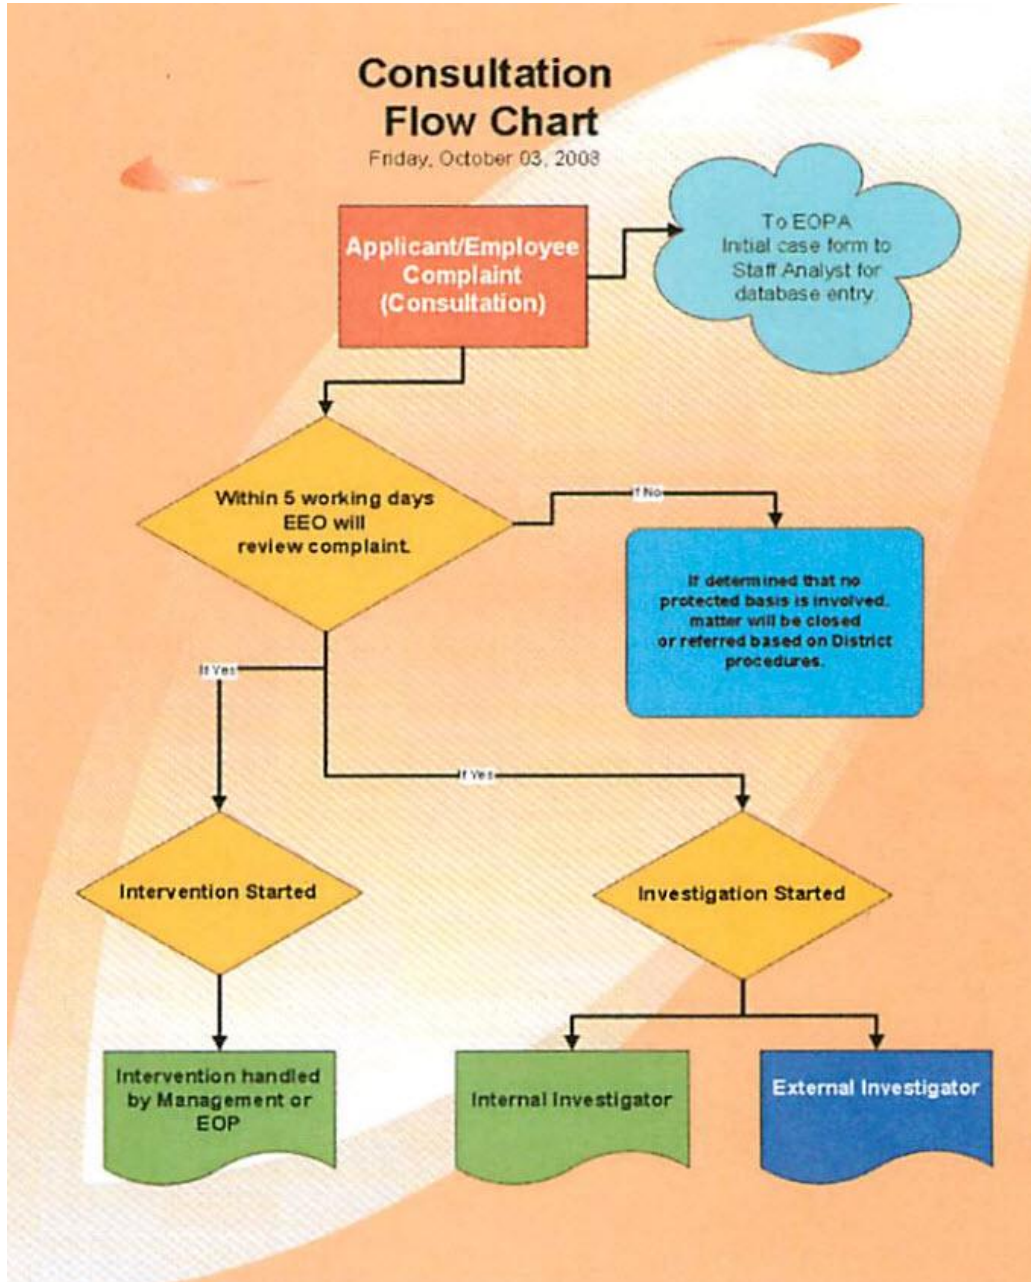 Consultation
Flow Chart
Friday, October 03, 2008
Applicant/Employee
Complaint
(Consultation)
To EOPA
Initial case form to
Staff Analyst for
database entry
Within 5 working days
EEO will
review complaint.
If No
If determined that no
protected basis is involved,
matter will be closed
or referred based on District
procedures.
If Yes
If Yes
Intervention Started
Investigation Started
Intervention handled
by Management or
EOP
Internal Investigator
External Investigator